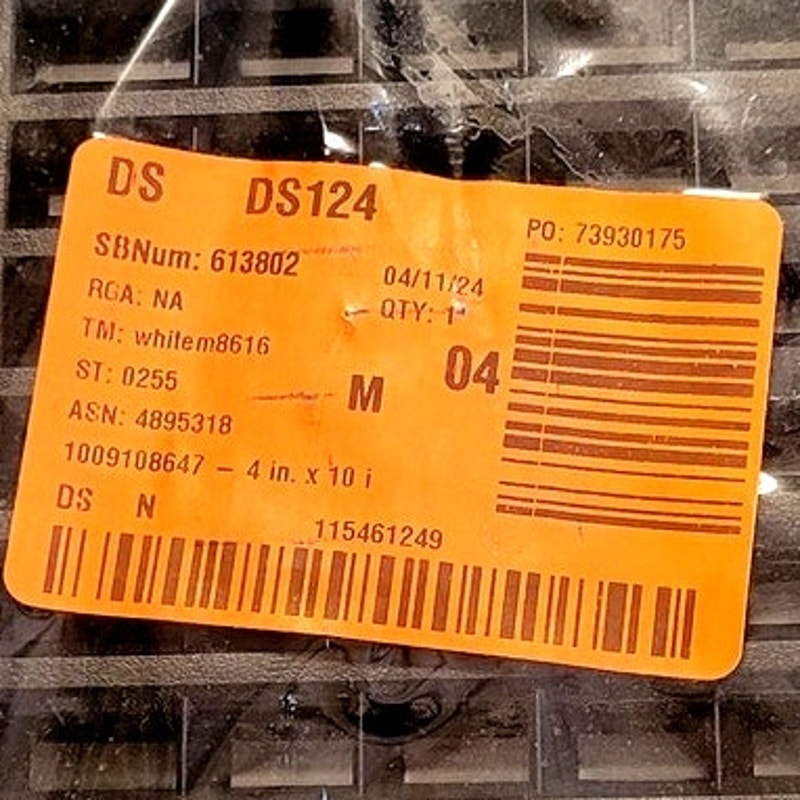 DS DS124
PO: 73930175
SBNum: 613802
04/11/24
RGA: NA
QTY: 1
TM: whitem8616
ST: 0255
M
04
ASN: 4895318
1009108647 – 4 in. x 10 i
DS N
115461249